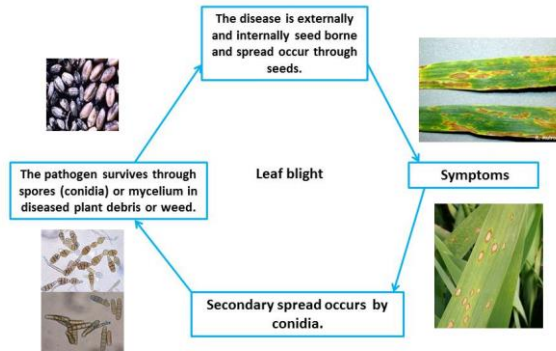 The disease is externally
and internally seed borne
and spread occur through
seeds.
The pathogen survives through
spores (conidia) or mycelium in
diseased plant debris or weed.
Leaf blight
Symptoms
Secondary spread occurs by
conidia.